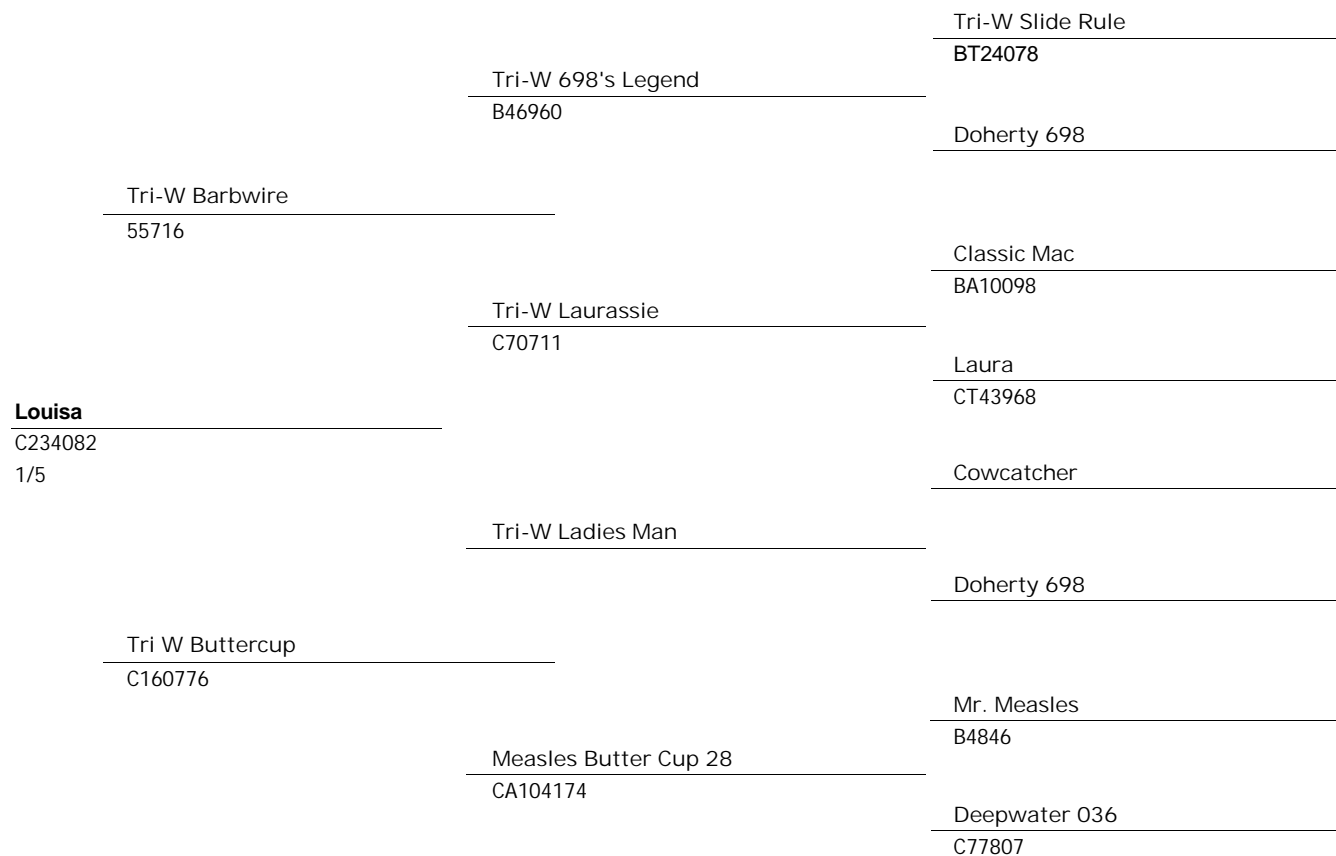 Tri-W Slide Rule
BT24078
Tri-W 698's Legend
B46960
Doherty 698
Tri-W Barbwire
55716
Classic Mac
BA10098
Tri-W Laurassie
C70711
Laura
CT43968
Louisa
C234082
1/5
Cowcatcher
Tri-W Ladies Man
Doherty 698
Tri W Buttercup
C160776
Mr. Measles
B4846
Measles Butter Cup 28
CA104174
Deepwater 036
C77807